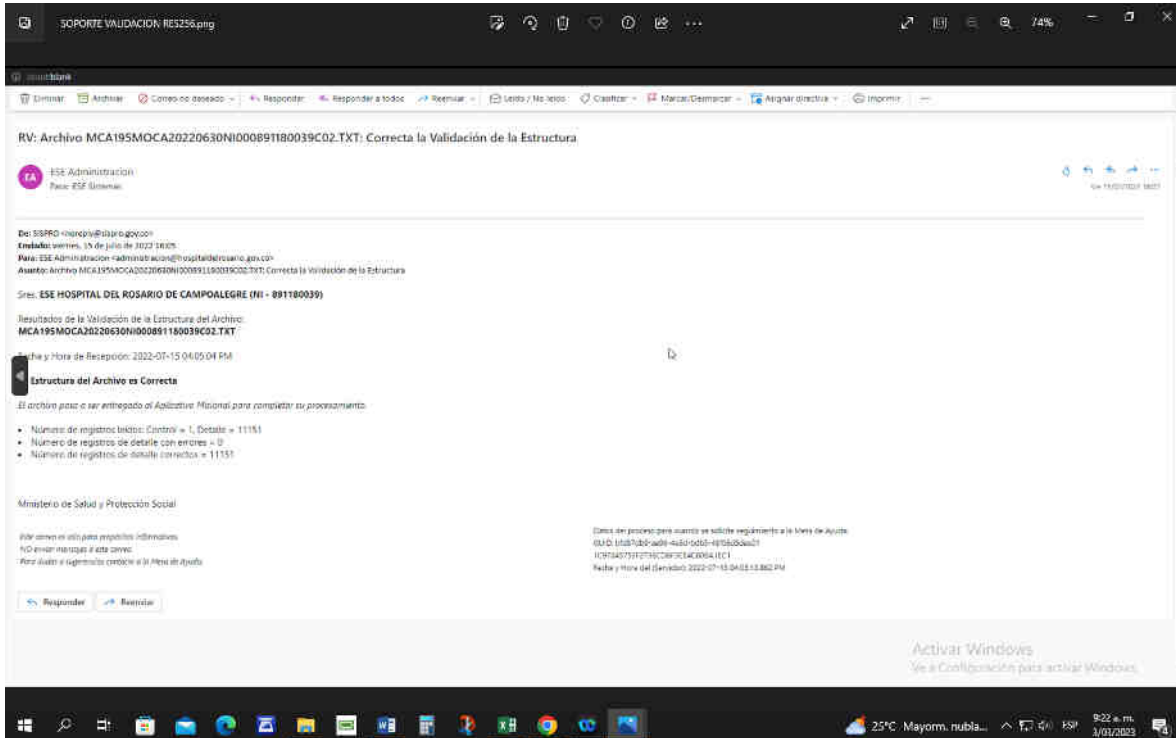 SOPORTE VALIDACION RES256.png
74%
Eliminar Archivar Correo no deseado Responder Responder a todos Reenviar Leído / No leído Clasificar Marcar/Desmarcar Asignar directiva Imprimir
RV: Archivo MCA195MOCA20220630NI000891180039C02.TXT: Correcta la Validación de la Estructura
EA
ESE Administracion
Para: ESE Sistemas
De: SISPRO <noreply@sispro.gov.co>
Enviado: viernes, 15 de julio de 2022 16:05
Para: ESE Administracion <administracion@hospitaldelrosario.gov.co>
Asunto: Archivo MCA195MOCA20220630NI000891180039C02.TXT: Correcta la Validación de la Estructura
Sres. ESE HOSPITAL DEL ROSARIO DE CAMPOALEGRE (NI - 891180039)
Resultados de la Validación de la Estructura del Archivo:
MCA195MOCA20220630NI000891180039C02.TXT
Fecha y Hora de Recepción: 2022-07-15 04:05:04 PM
Estructura del Archivo es Correcta
El archivo pasa a ser entregado al Aplicativo Misional para completar su procesamiento.
• Número de registros leídos: Control = 1, Detalle = 11151
• Número de registros de detalle con errores = 0
• Número de registros de detalle correctos = 11151
Ministerio de Salud y Protección Social
Este correo es sólo para propósitos informativos.
NO enviar mensajes a este correo.
Para dudas o sugerencias contacte a la Mesa de Ayuda.
Datos del proceso para cuando se solicite seguimiento a la Mesa de Ayuda:
GUID:
Fecha y Hora del (Servidor): 2022-07-15 PM
Responder Reenviar
Activar Windows
Ve a Configuración para activar Windows.
25°C Mayorm. nubla... ESP 9:22 a. m.
3/03/2023